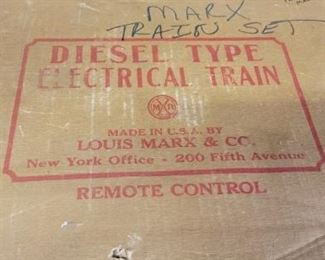 MARX
TRAIN SET
DIESEL TYPE
ELECTRICAL TRAIN
MAR
MADE IN U.S.A. BY
LOUIS MARX & CO.
New York Office - 200 Fifth Avenue
REMOTE CONTROL